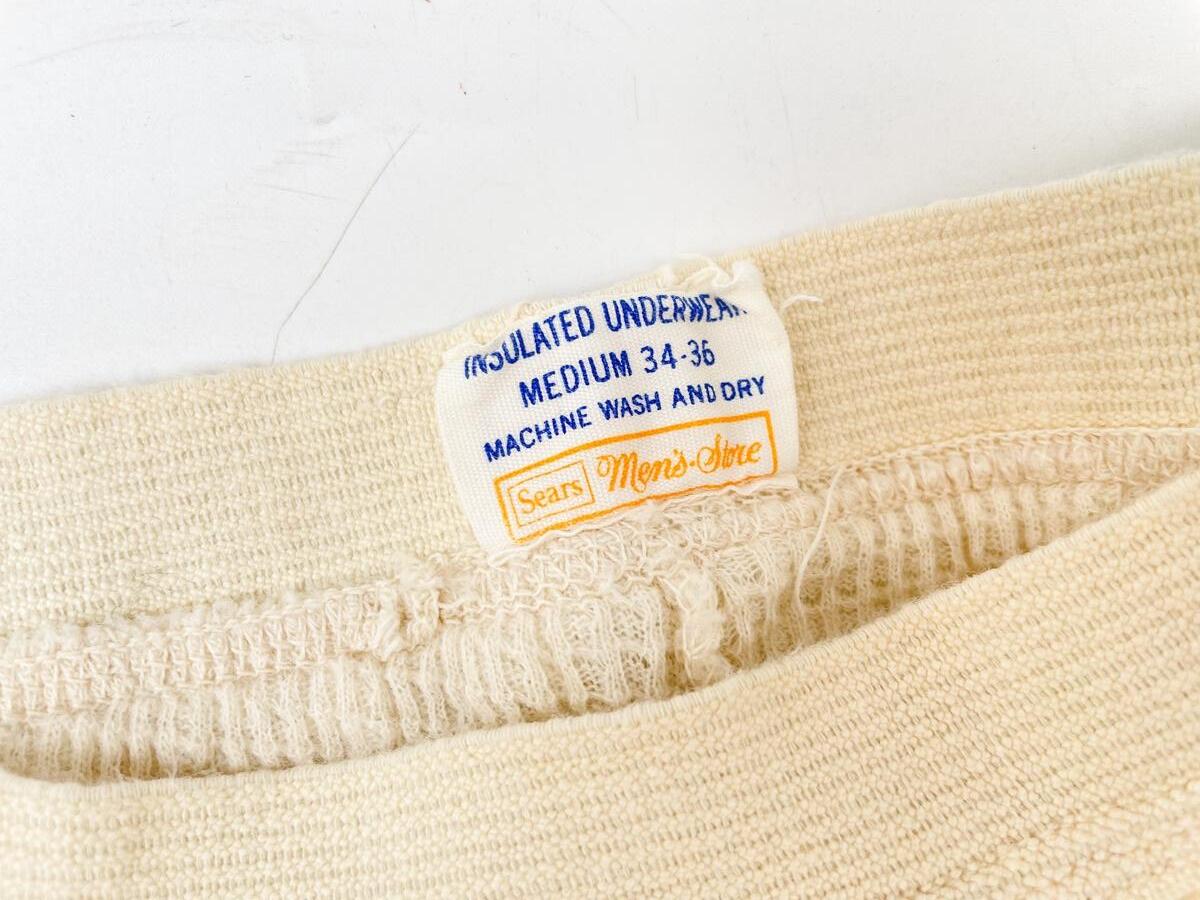 INSULATED UNDERWEAR
MEDIUM 34-36
MACHINE WASH AND DRY
Sears Men's-Store